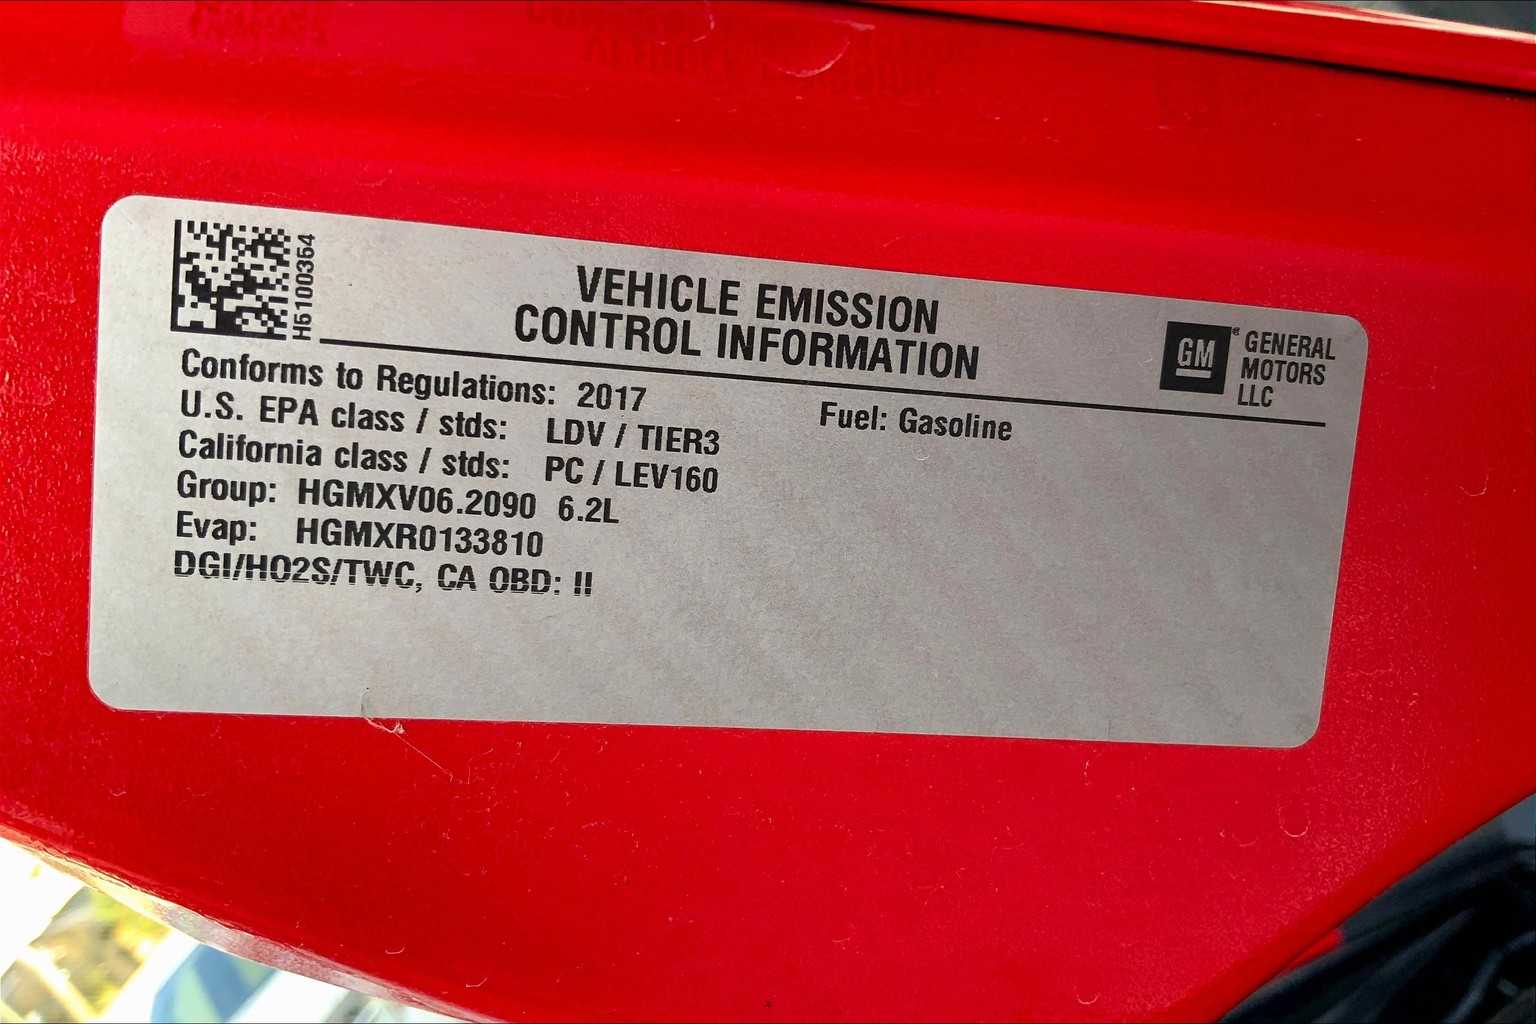 H6100364
VEHICLE EMISSION
CONTROL INFORMATION
GM® GENERAL
MOTORS
LLC
Conforms to Regulations: 2017
Fuel: Gasoline
U.S. EPA class / stds: LDV / TIER3
California class / stds: PC / LEV160
Group: HGMXV06.2090 6.2L
Evap: HGMXR0133810
DGI/HO2S/TWC, CA OBD: II